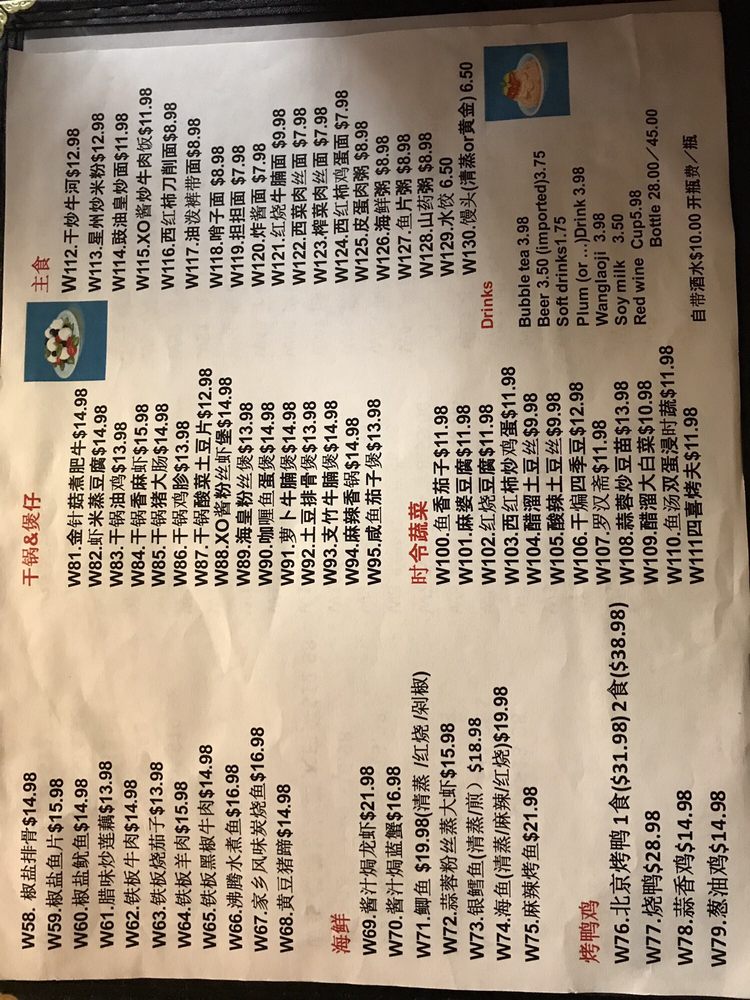 W58. 椒盐排骨$14.98
W59.椒盐鱼片$15.98
W60.椒盐鱿鱼$14.98
W61.腊味炒莲藕$13.98
W62.铁板牛肉$14.98
W63.铁板烧茄子$13.98
W64.铁板羊肉$15.98
W65.铁板黑椒牛肉$14.98
W66.沸腾水煮鱼$16.98
W67.家乡风味炭烧鱼$16.98
W68.黄豆猪蹄$14.98
海鲜
W69.酱汁焗龙虾$21.98
W70.酱汁焗蓝蟹$16.98
W71.鲫鱼 $19.98(清蒸 /红烧 /剁椒)
W72.蒜蓉粉丝蒸大虾$15.98
W73.银鳕鱼(清蒸煎）$18.98
W74.海鱼(清蒸/麻辣/红烧)$19.98
W75.麻辣烤鱼$21.98
烤鸭鸡
W76.北京烤鸭 1食($31.98) 2食($38.98)
W77.烧鸭$28.98
W78.蒜香鸡$14.98
W79.葱油鸡$14.98
干锅&煲仔
W81.金针菇煮肥牛$14.98
W82.虾米蒸豆腐$14.98
W83.干锅油鸡$13.98
W84.干锅香麻虾$15.98
W85.干锅猪大肠$14.98
W86.干锅鸡胗$13.98
W87.干锅酸菜土豆片$12.98
W88.XO酱粉丝虾煲$14.98
W89.海皇粉丝煲$13.98
W90.咖喱鱼蛋煲$14.98
W91.萝卜牛腩煲$14.98
W92.土豆排骨煲$13.98
W93.支竹牛腩煲$14.98
W94.麻辣香锅$14.98
W95.咸鱼茄子煲$13.98
时令蔬菜
W100.鱼香茄子$11.98
W101.麻婆豆腐$11.98
W102.红烧豆腐$11.98
W103.西红柿炒鸡蛋$11.98
W104.醋溜土豆丝$9.98
W105.酸辣土豆丝$9.98
W106.干煸四季豆$12.98
W107.罗汉斋$11.98
W108.蒜蓉炒豆苗$13.98
W109.醋溜大白菜$10.98
W110.鱼汤双蛋浸时蔬$11.98
W111四喜烤夫$11.98
主食
W112.干炒牛河$12.98
W113.星州炒米粉$12.98
W114.豉油皇炒面$11.98
W115.XO酱炒牛肉饭$11.98
W116.西红柿刀削面$8.98
W117.油泼裤带面$8.98
W118.哨子面 $8.98
W119.担担面 $7.98
W120.炸酱面 $7.98
W121.红烧牛腩面 $9.98
W122.西菜肉丝面 $7.98
W123.榨菜肉丝面 $7.98
W124.西红柿鸡蛋面 $7.98
W125.皮蛋肉粥 $8.98
W126.海鲜粥 $8.98
W127.鱼片粥 $8.98
W128.山药粥 $8.98
W129.水饺 6.50
W130.馒头(清蒸or黄金) 6.50
Drinks
Bubble tea 3.98
Beer 3.50 (imported)3.75
Soft drinks1.75
Plum (or ...)Drink 3.98
Wanglaoji 3.98
Soy milk 3.50
Red wine Cup5.98
Bottle 28.00/45.00
自带酒水$10.00 开瓶费／瓶